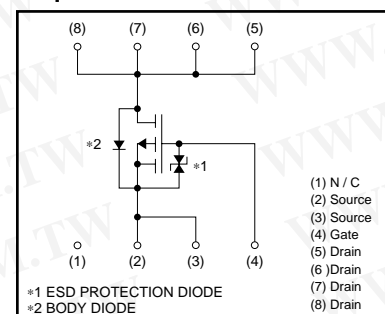 (8) (7) (6) (5)
∗2
∗1
(1) N / C
(2) Source
(3) Source
(4) Gate
(5) Drain
(6 )Drain
(7) Drain
(8) Drain
(1) (2) (3) (4)
∗1 ESD PROTECTION DIODE
∗2 BODY DIODE